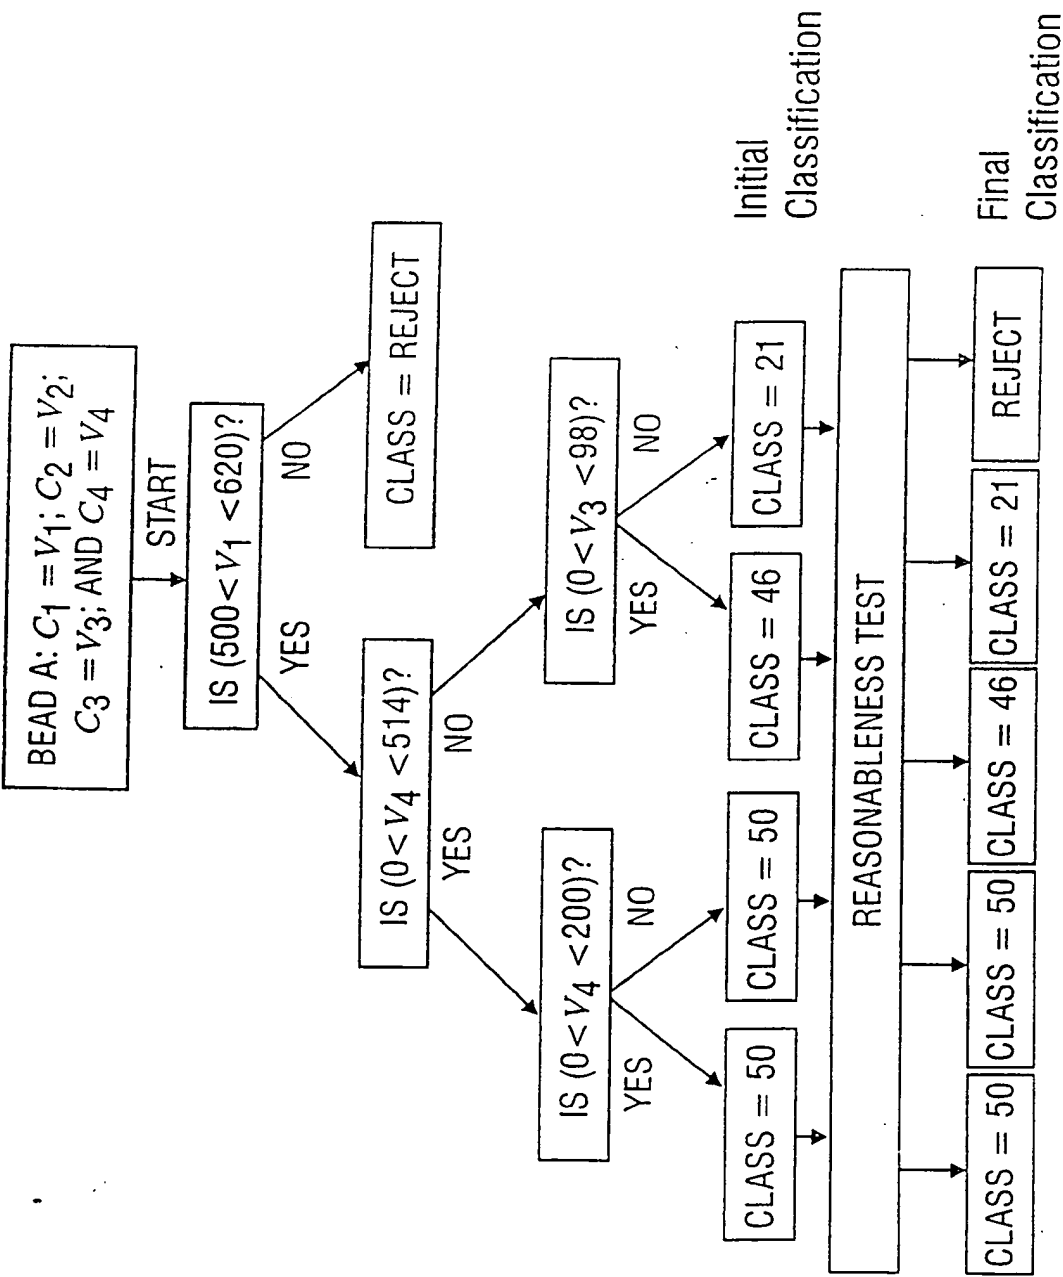 BEAD A: C1 = V1; C2 = V2;
C3 = V3; AND C4 = V4
START
IS (500< V1 <620)?
YES
NO
CLASS = REJECT
IS (0< V4 <514)?
YES
NO
IS (0< V4 <200)?
YES
NO
IS (0< V3 <98)?
YES
NO
CLASS = 50
CLASS = 50
CLASS = 46
CLASS = 21
Initial
Classification
REASONABLENESS TEST
CLASS = 50
CLASS = 50
CLASS = 46
CLASS = 21
REJECT
Final
Classification